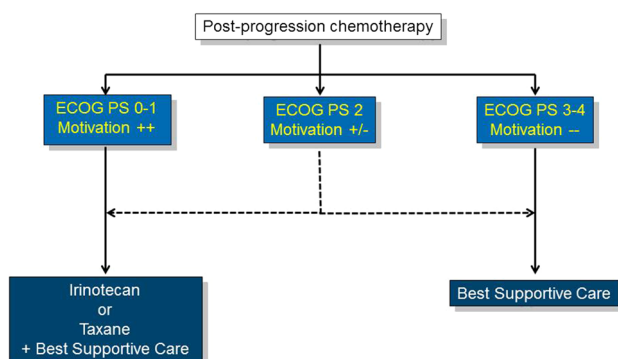 Post-progression chemotherapy
ECOG PS 0-1
Motivation ++
ECOG PS 2
Motivation +/-
ECOG PS 3-4
Motivation --
Irinotecan
or
Taxane
+ Best Supportive Care
Best Supportive Care